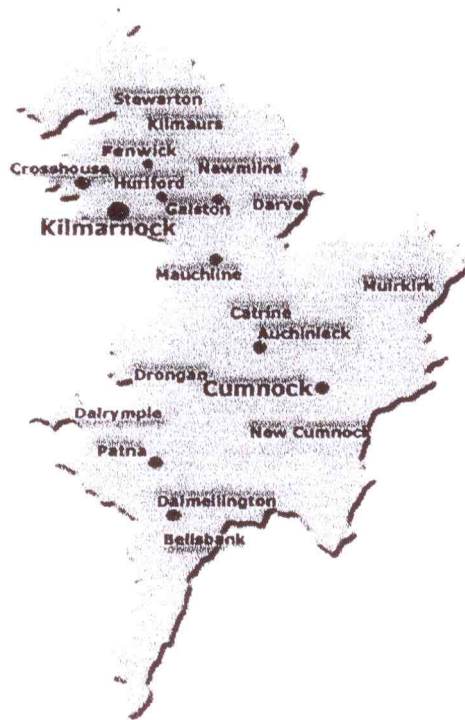 Stewarton
Kilmaurs
Fenwick
Crosshouse
Newmilns
Hurlford
Galston
Darvel
Kilmarnock
Mauchline
Muirkirk
Catrine
Auchinleck
Drongan
Cumnock
Dalrymple
New Cumnock
Patna
Dalmellington
Bellsbank